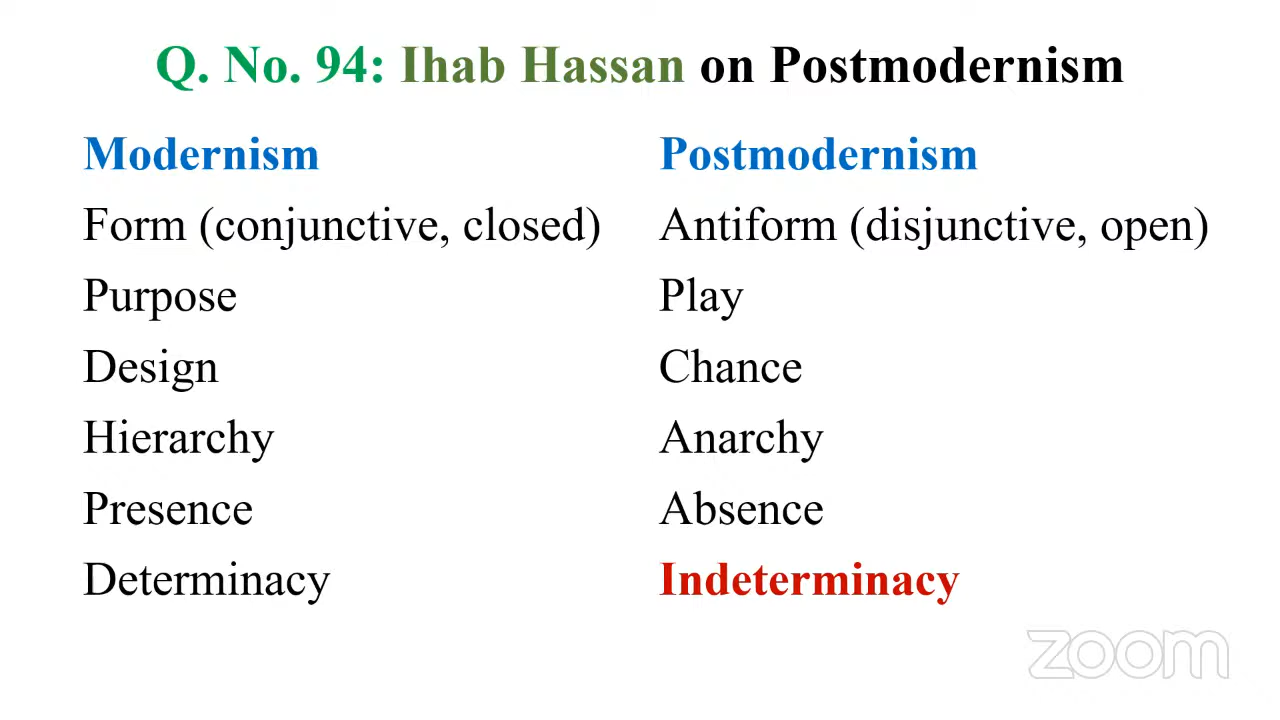 Q. No. 94: Ihab Hassan on Postmodernism
Modernism Postmodernism
Form (conjunctive, closed) Antiform (disjunctive, open)
Purpose Play
Design Chance
Hierarchy Anarchy
Presence Absence
Determinacy Indeterminacy
zoom